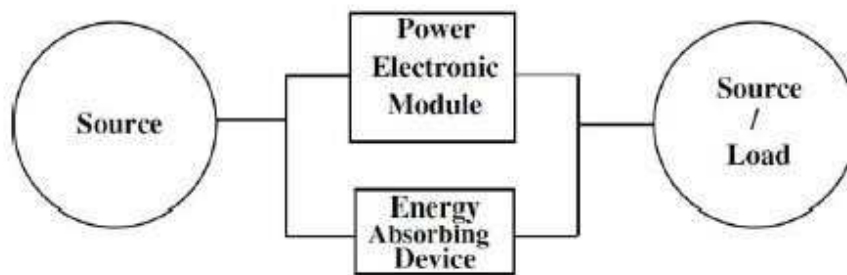 Source
Power
Electronic
Module
Energy
Absorbing
Device
Source
/
Load